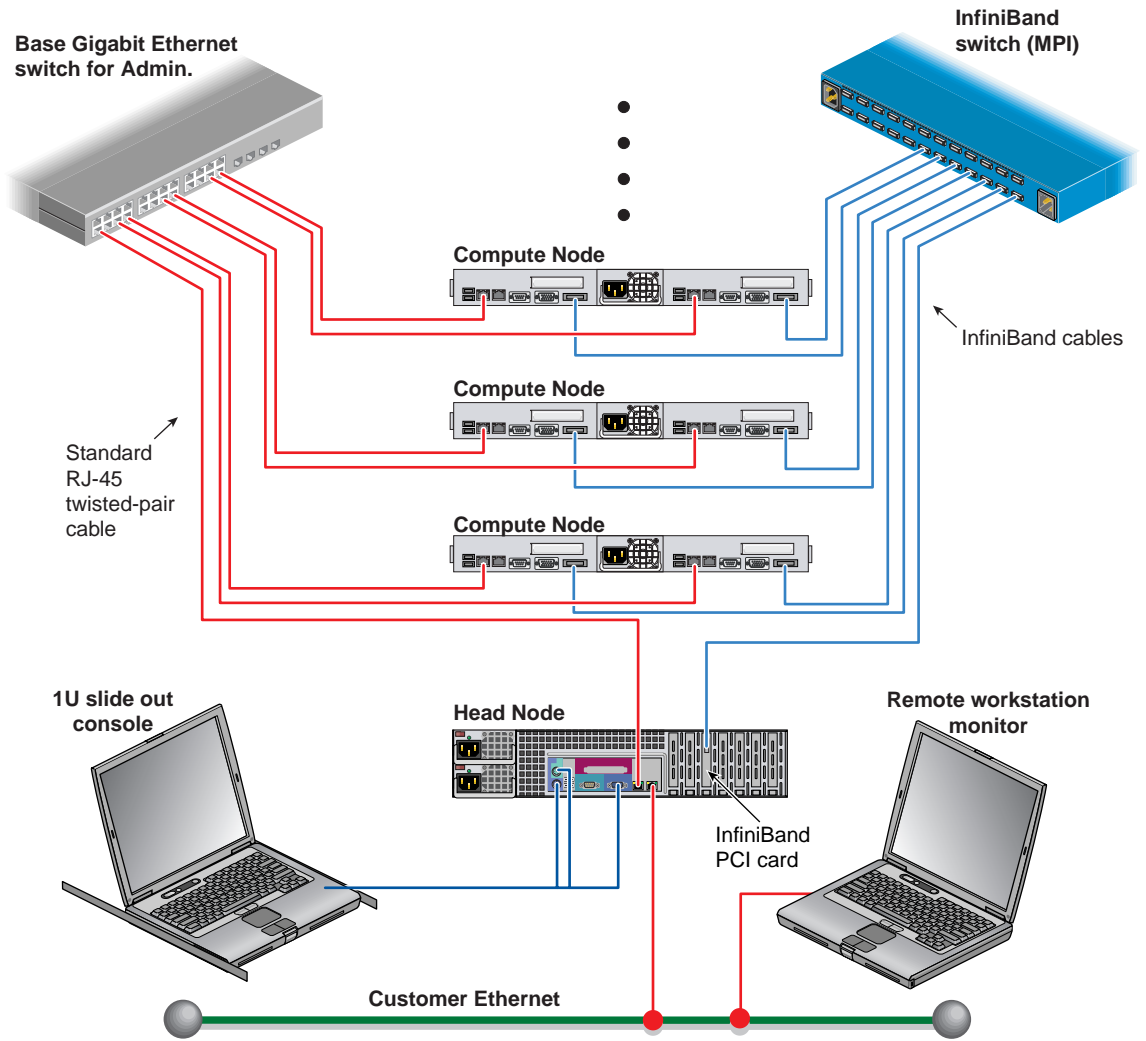 Base Gigabit Ethernet
switch for Admin.
InfiniBand
switch (MPI)
Compute Node
InfiniBand cables
Compute Node
Standard
RJ-45
twisted-pair
cable
Compute Node
1U slide out
console
Head Node
Remote workstation
monitor
InfiniBand
PCI card
Customer Ethernet